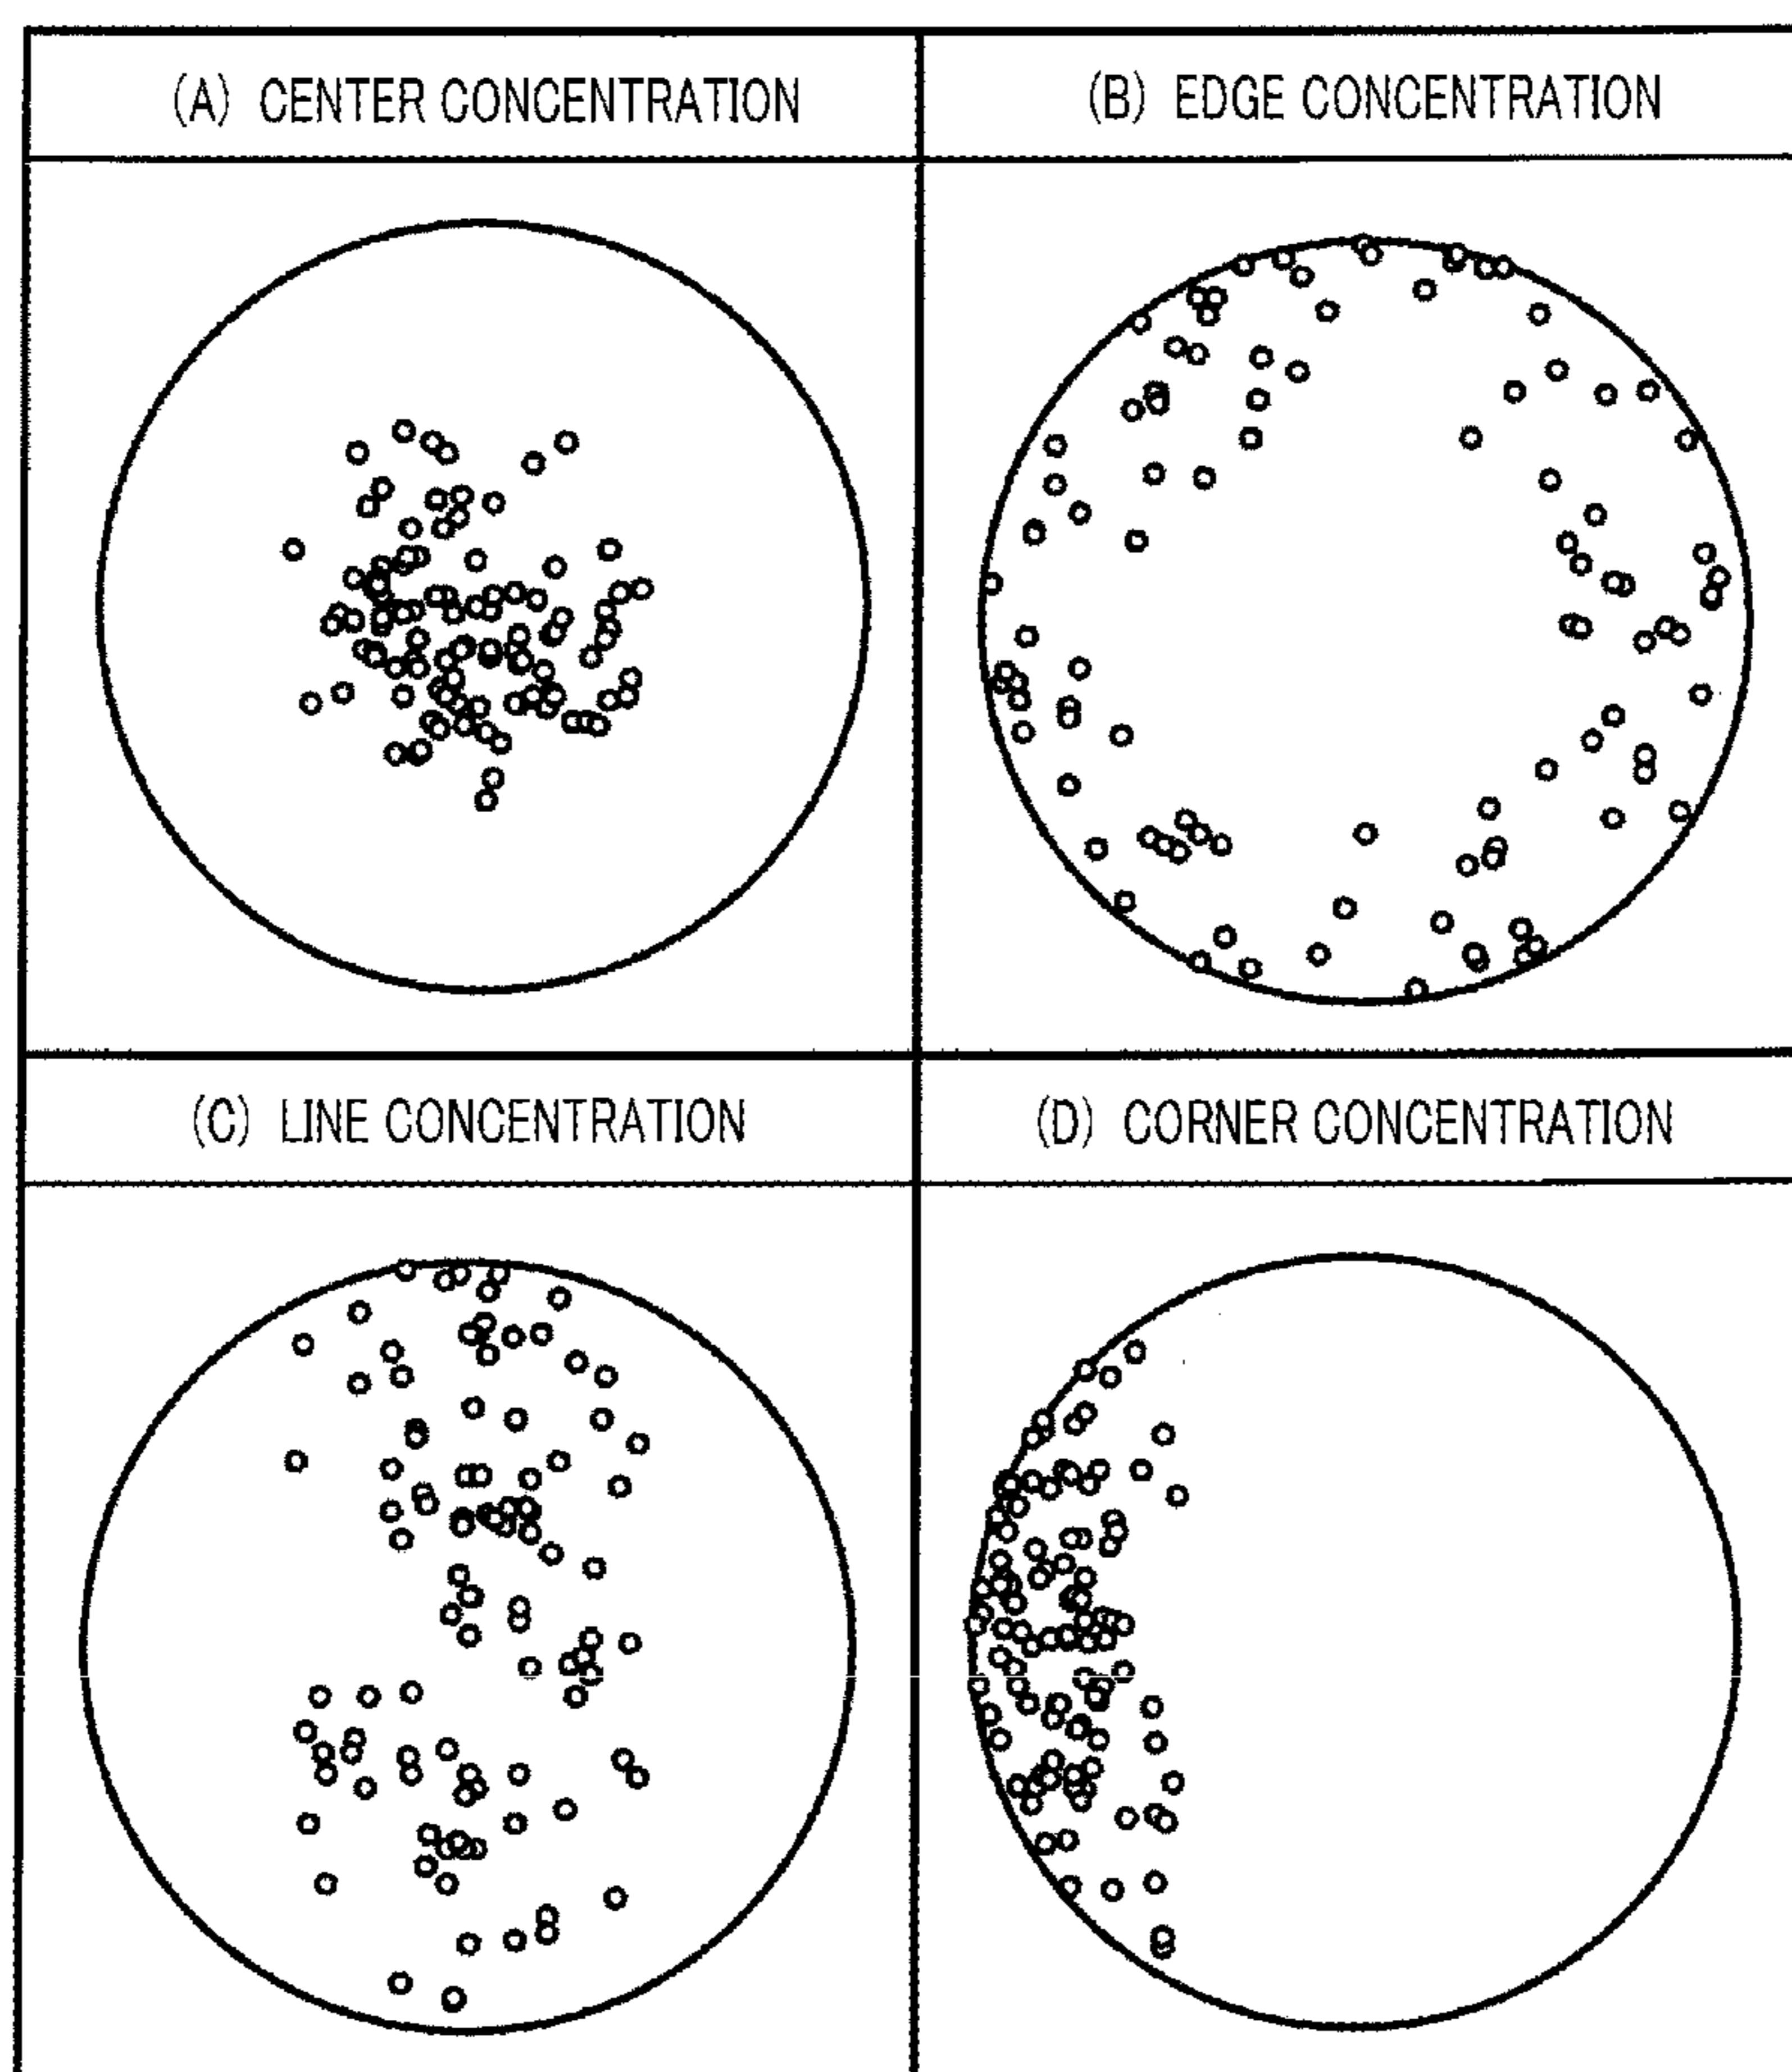 (A) CENTER CONCENTRATION
(B) EDGE CONCENTRATION
(C) LINE CONCENTRATION
(D) CORNER CONCENTRATION